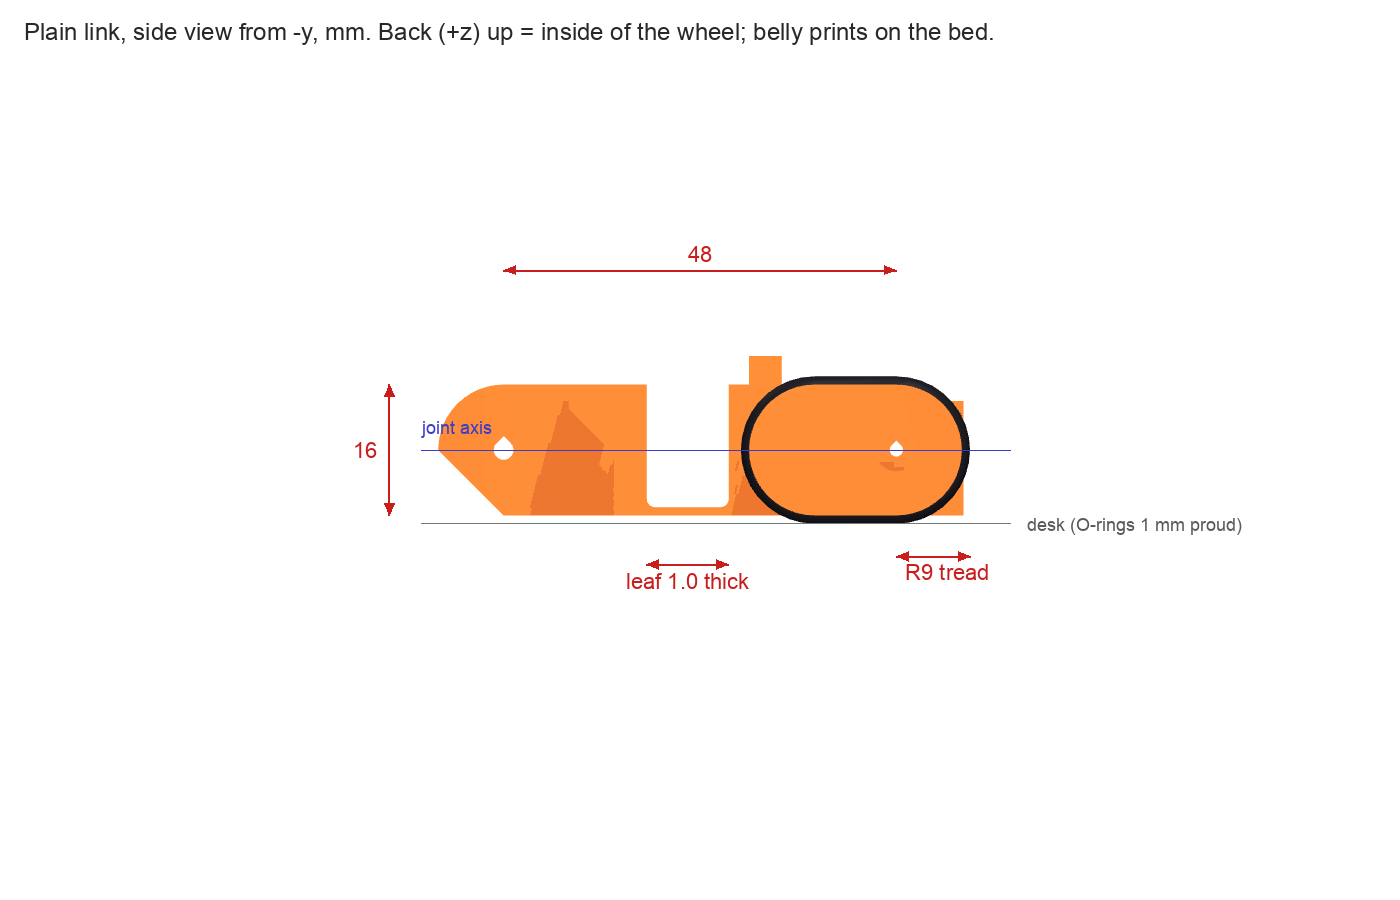 Plain link, side view from -y, mm. Back (+z) up = inside of the wheel; belly prints on the bed.
48
joint axis
16
desk (O-rings 1 mm proud)
R9 tread
leaf 1.0 thick